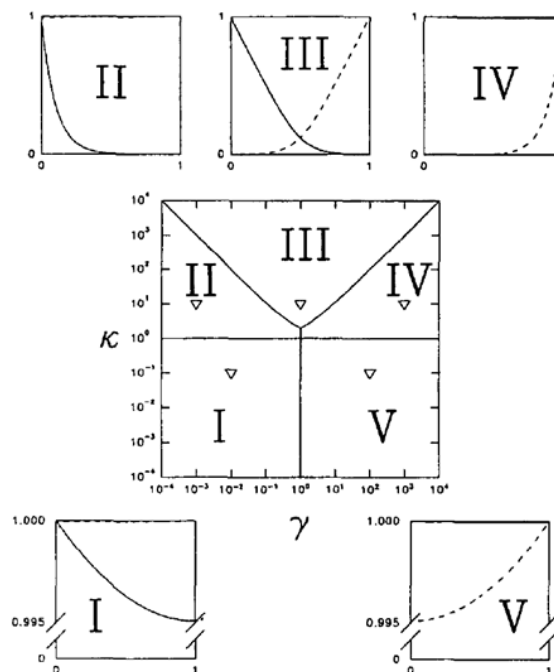 1 II 1 III 1 IV
0 0 0
0 1 0 1 0 1
10⁴
10³ III
10² II IV
10¹
κ 10⁰
10⁻¹
10⁻² I V
10⁻³
10⁻⁴
10⁻⁴ 10⁻³ 10⁻² 10⁻¹ 10⁰ 10¹ 10² 10³ 10⁴
γ
1.000 1.000
0.995 I 0.995 V
0 0
0 1 0 1